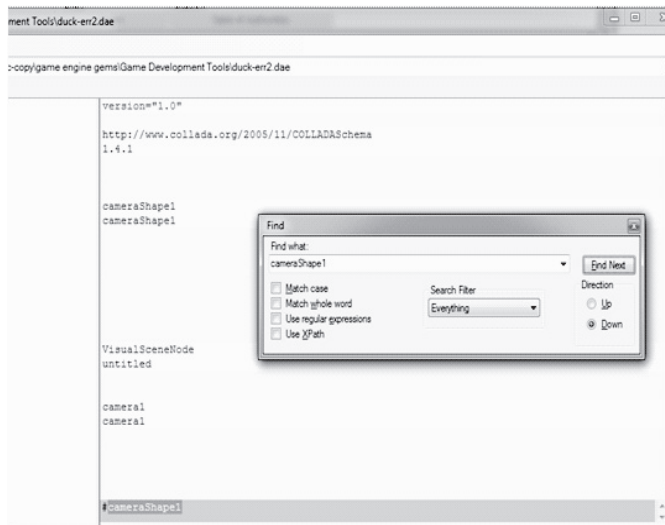 ment Tools\duck-err2.dae
c-copy\game engine gems\Game Development Tools\duck-err2.dae
version="1.0"
http://www.collada.org/2005/11/COLLADASchema
1.4.1
cameraShape1
cameraShape1
Find
Find what:
cameraShape1
Find Next
Match case
Match whole word
Use regular expressions
Use XPath
Search Filter
Everything
Direction
Up
Down
VisualSceneNode
untitled
camera1
camera1
#cameraShape1